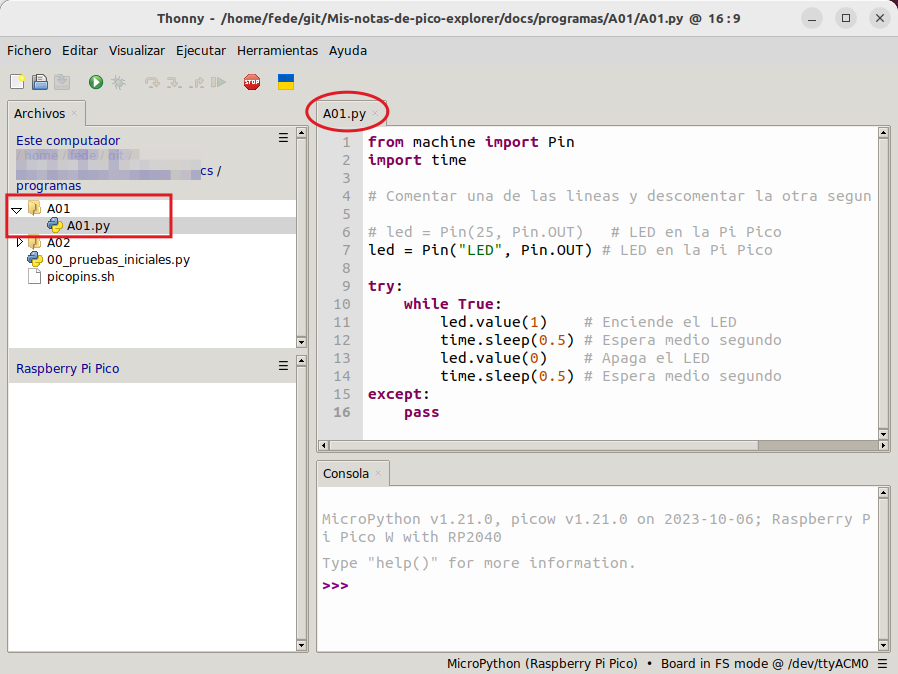 Thonny - /home/fede/git/Mis-notas-de-pico-explorer/docs/programas/A01/A01.py @ 16:9
Fichero Editar Visualizar Ejecutar Herramientas Ayuda
STOP
Archivos
Este computador
/ home / fede / git /
cs /
programas
A01
A01.py
A02
00_pruebas_iniciales.py
picopins.sh
Raspberry Pi Pico
A01.py
1 from machine import Pin
2 import time
3
4 # Comentar una de las lineas y descomentar la otra segun
5
6 # led = Pin(25, Pin.OUT)   # LED en la Pi Pico
7 led = Pin("LED", Pin.OUT) # LED en la Pi Pico
8
9 try:
10     while True:
11         led.value(1)    # Enciende el LED
12         time.sleep(0.5) # Espera medio segundo
13         led.value(0)    # Apaga el LED
14         time.sleep(0.5) # Espera medio segundo
15 except:
16     pass
Consola
MicroPython v1.21.0, picow v1.21.0 on 2023-10-06; Raspberry P
i Pico W with RP2040
Type "help()" for more information.
>>>
MicroPython (Raspberry Pi Pico) • Board in FS mode @ /dev/ttyACM0